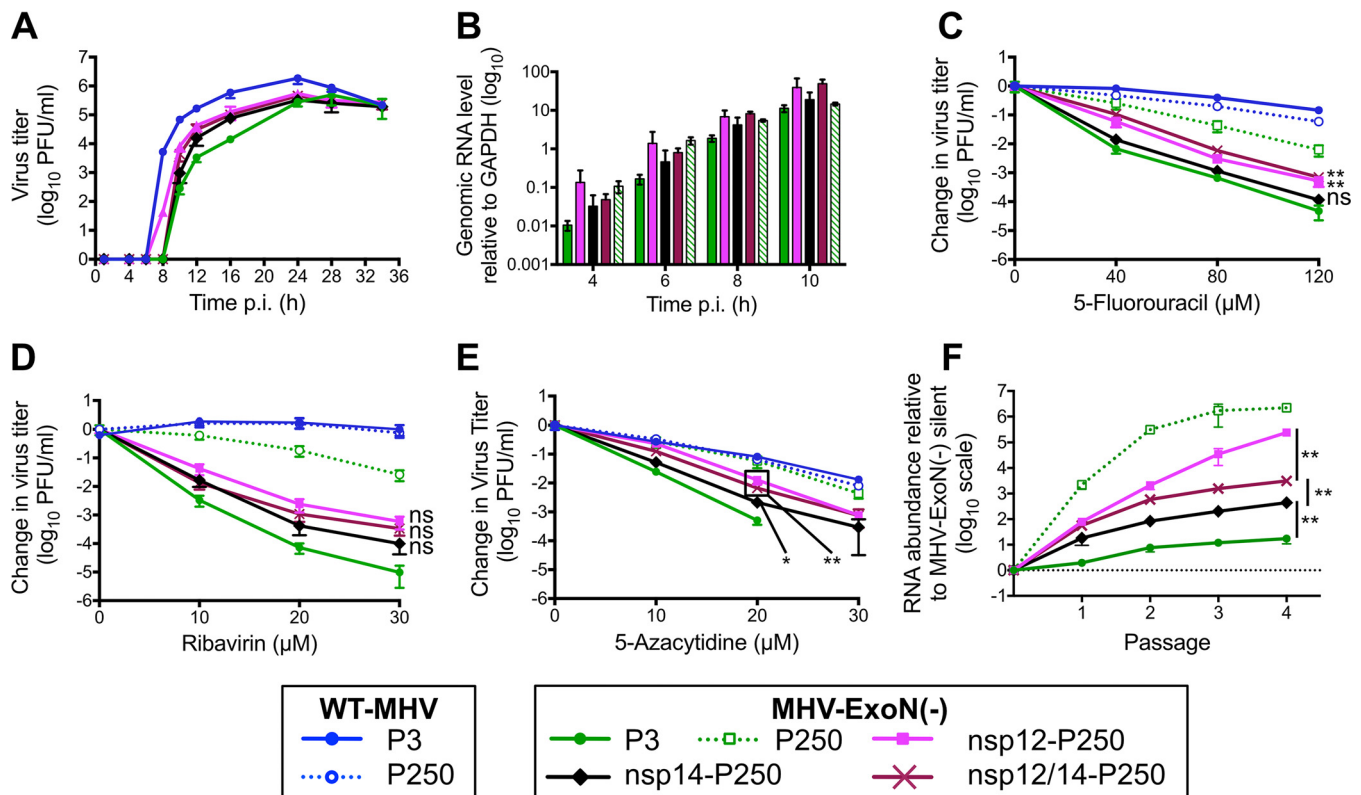 A
Virus titer
(log10 PFU/ml)
7
6
5
4
3
2
1
0
0 4 8 12 16 20 24 28 32 36
Time p.i. (h)
B
Genomic RNA level
relative to GAPDH (log10)
100
10
1
0.1
0.01
0.001
4 6 8 10
Time p.i. (h)
C
Change in virus titer
(log10 PFU/ml)
1
0
-1
-2
-3
-4
-5
-6
0 40 80 120
**
**
ns
5-Fluorouracil (µM)
D
Change in virus titer
(log10 PFU/ml)
1
0
-1
-2
-3
-4
-5
-6
0 10 20 30
ns
ns
ns
Ribavirin (µM)
E
Change in Virus Titer
(log10 PFU/ml)
1
0
-1
-2
-3
-4
-5
-6
0 10 20 30
* **
5-Azacytidine (µM)
F
RNA abundance relative
to MHV-ExoN(-) silent
(log10 scale)
7
6
5
4
3
2
1
0
-1
1 2 3 4
**
**
**
Passage
WT-MHV
P3
P250
MHV-ExoN(-)
P3 P250 nsp12-P250
nsp14-P250 nsp12/14-P250